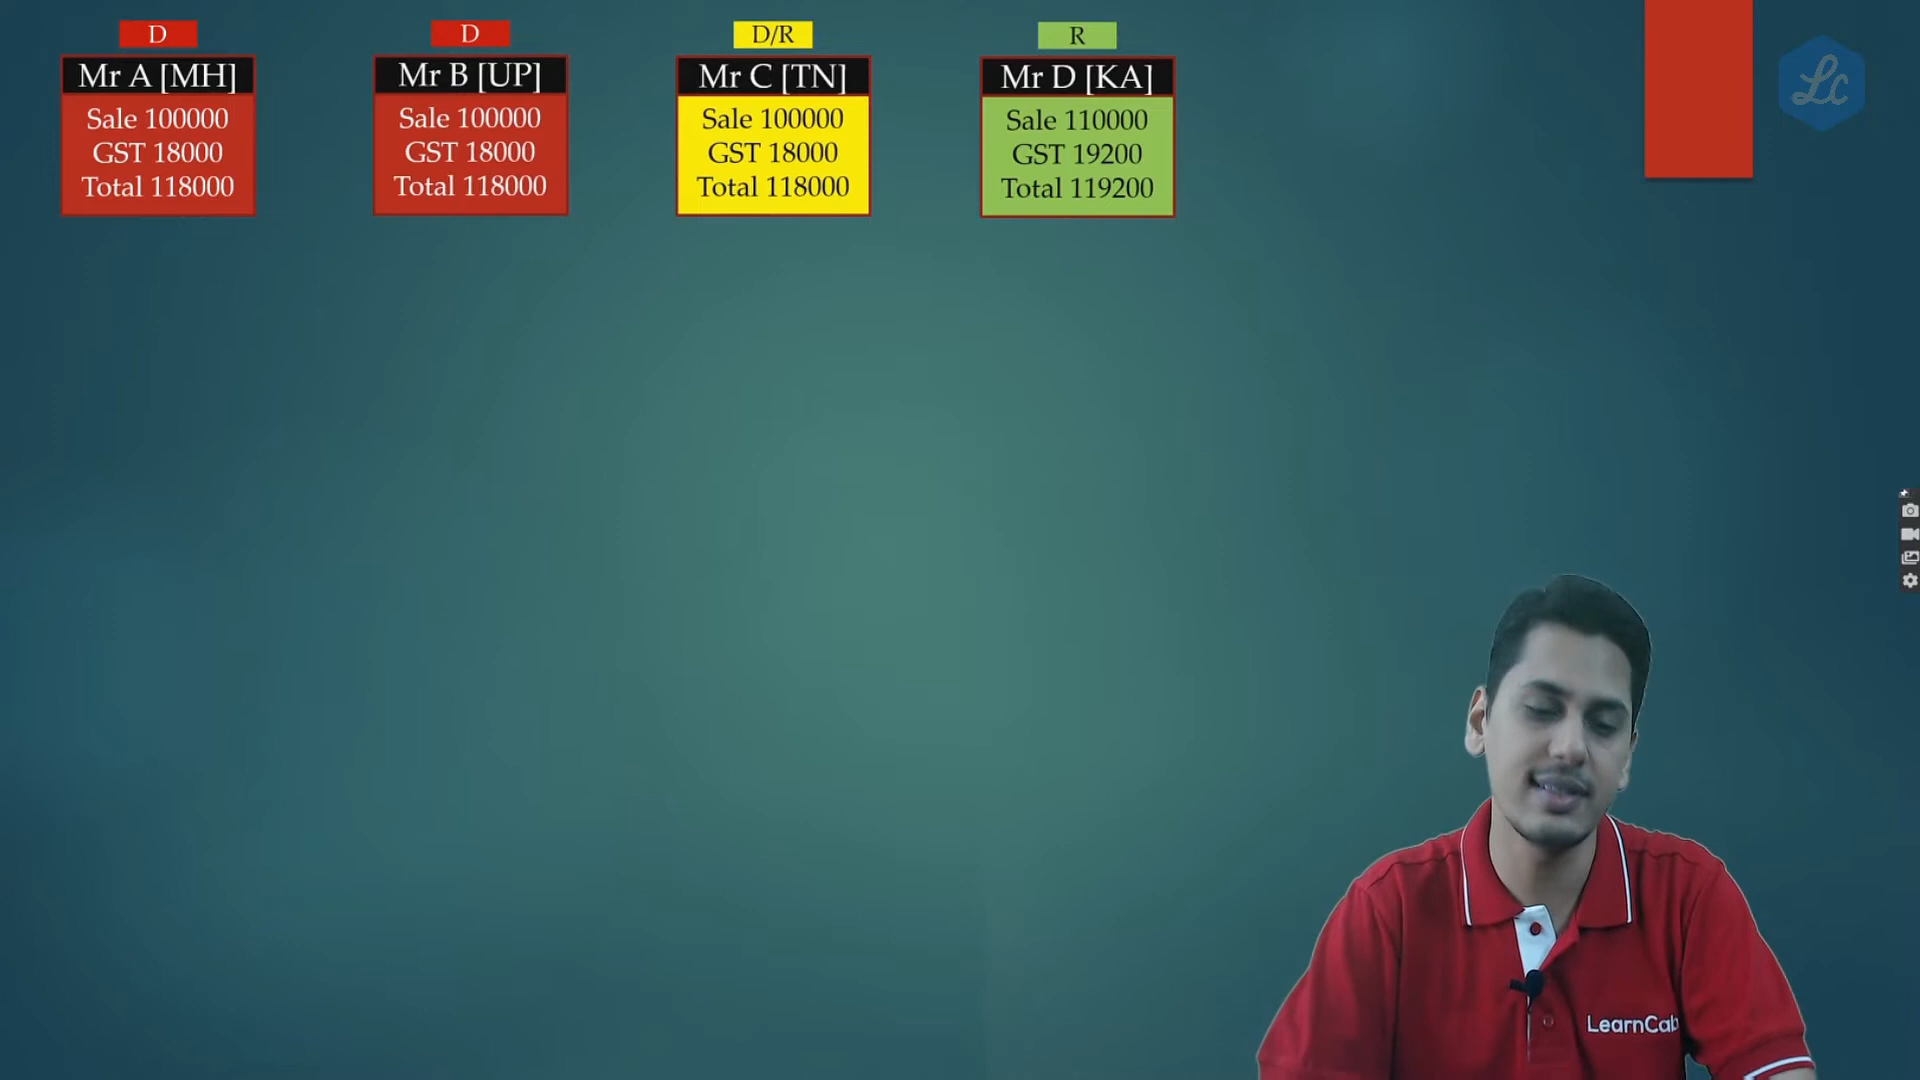 D
Mr A [MH]
Sale 100000
GST 18000
Total 118000
D
Mr B [UP]
Sale 100000
GST 18000
Total 118000
D/R
Mr C [TN]
Sale 100000
GST 18000
Total 118000
R
Mr D [KA]
Sale 110000
GST 19200
Total 119200
Lc
LearnCab